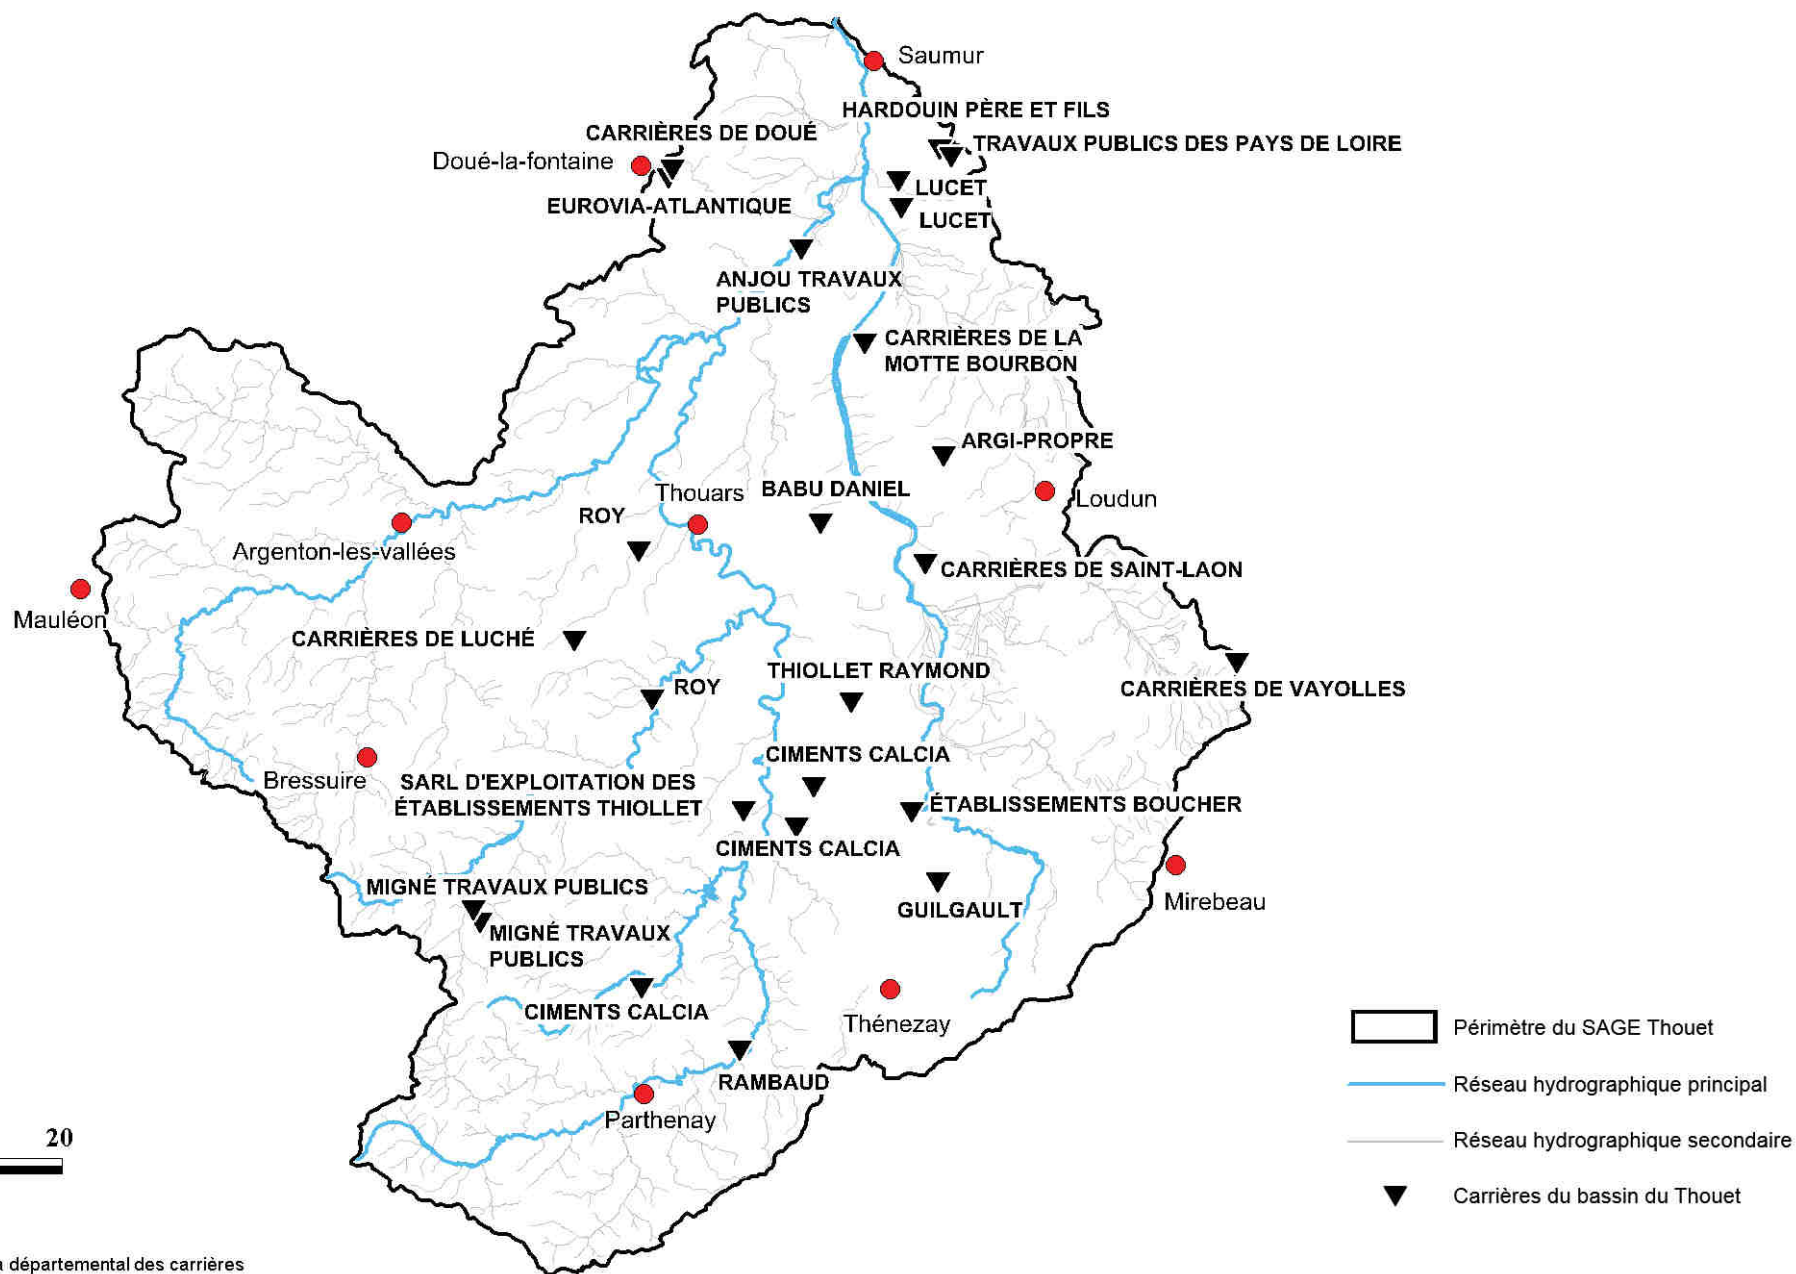 Saumur
HARDOUIN PÈRE ET FILS
CARRIÈRES DE DOUÉ
TRAVAUX PUBLICS DES PAYS DE LOIRE
Doué-la-fontaine
LUCET
EUROVIA-ATLANTIQUE
LUCET
ANJOU TRAVAUX
PUBLICS
CARRIÈRES DE LA
MOTTE BOURBON
ARGI-PROPRE
Thouars
BABU DANIEL
Loudun
ROY
Argenton-les-vallées
CARRIÈRES DE SAINT-LAON
Mauléon
CARRIÈRES DE LUCHÉ
THIOLLET RAYMOND
ROY
CARRIÈRES DE VAYOLLES
CIMENTS CALCIA
Bressuire
SARL D'EXPLOITATION DES
ÉTABLISSEMENTS THIOLLET
ÉTABLISSEMENTS BOUCHER
CIMENTS CALCIA
MIGNÉ TRAVAUX PUBLICS
Mirebeau
GUILGAULT
MIGNÉ TRAVAUX
PUBLICS
CIMENTS CALCIA
Thénezay
RAMBAUD
Parthenay
20
Périmètre du SAGE Thouet
Réseau hydrographique principal
Réseau hydrographique secondaire
Carrières du bassin du Thouet
départemental des carrières